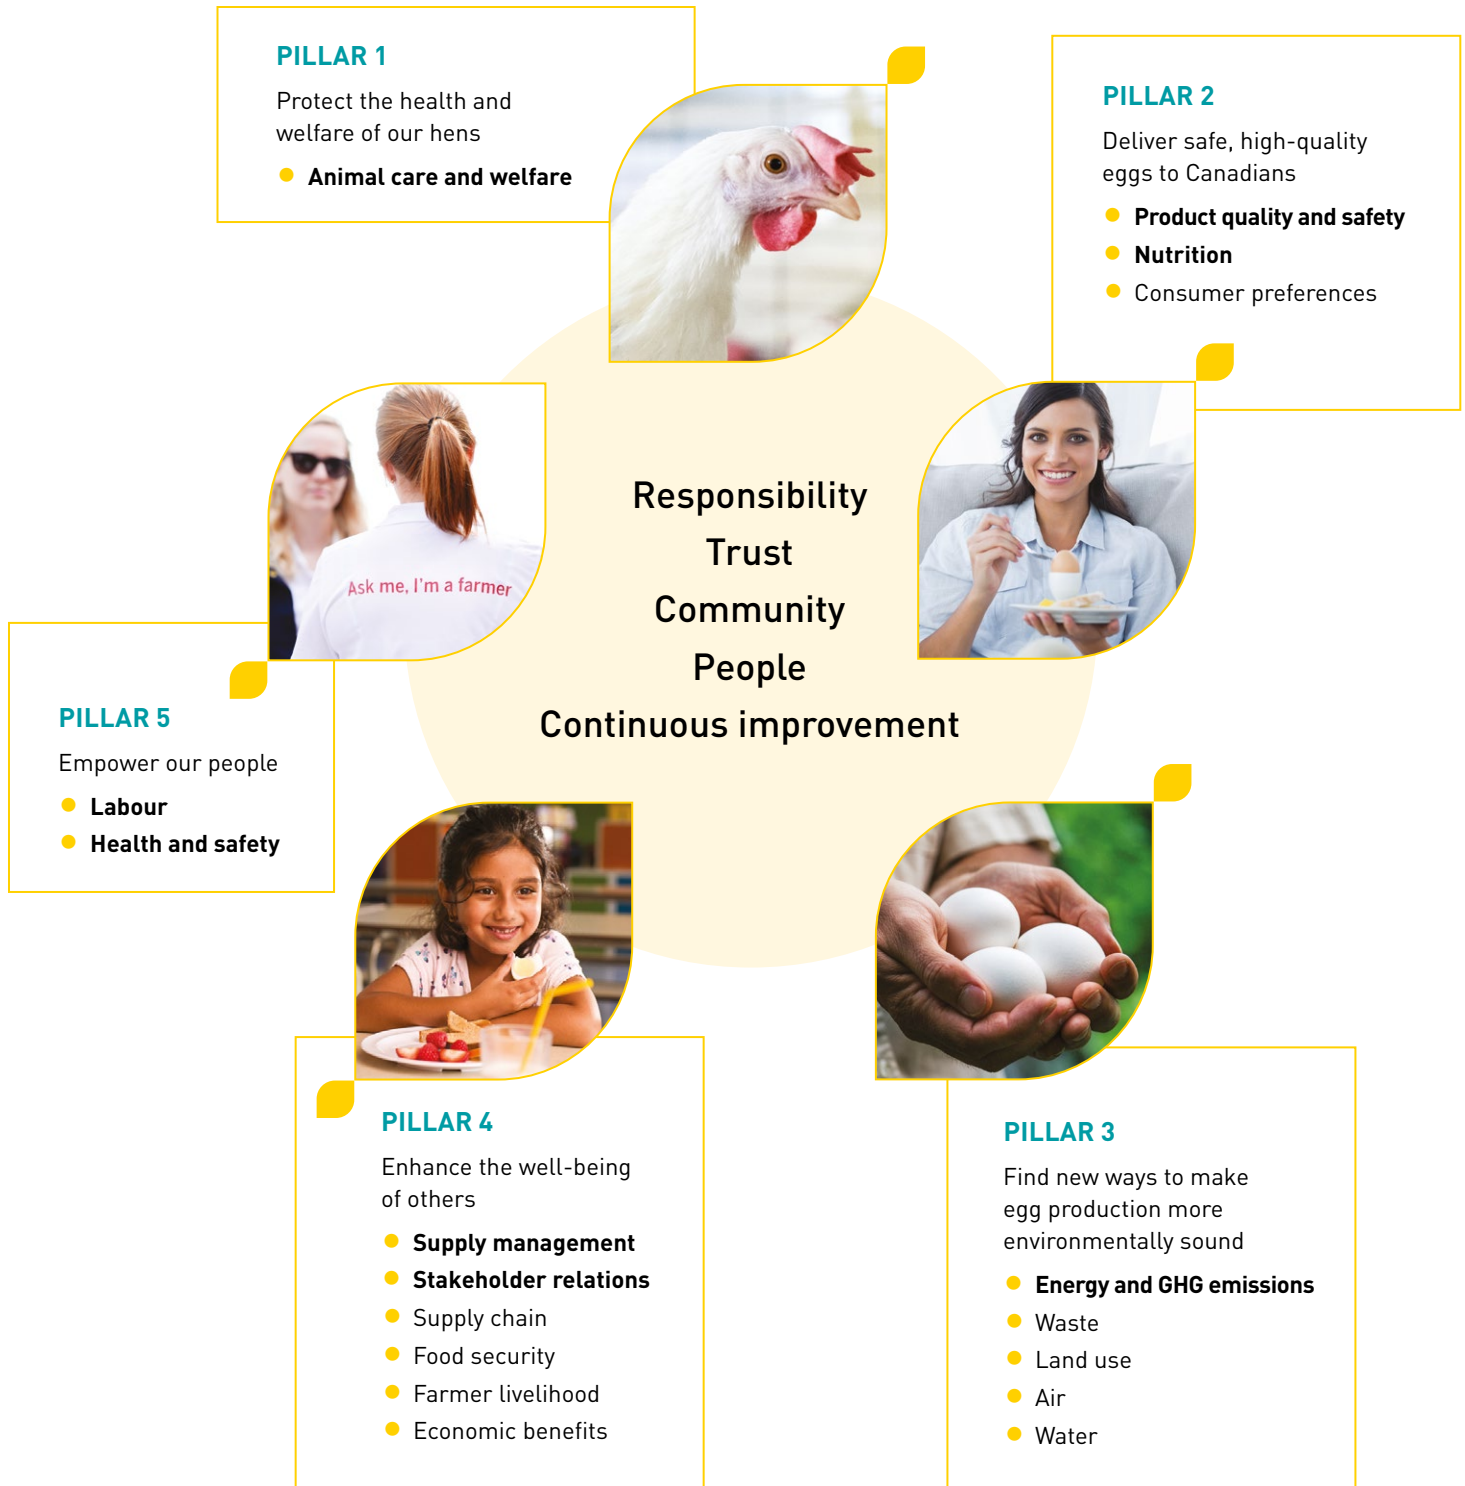 PILLAR 1
Protect the health and
welfare of our hens
Animal care and welfare
PILLAR 2
Deliver safe, high-quality
eggs to Canadians
Product quality and safety
Nutrition
Consumer preferences
Responsibility
Trust
Community
People
Continuous improvement
Ask me, I'm a farmer
PILLAR 5
Empower our people
Labour
Health and safety
PILLAR 4
Enhance the well-being
of others
Supply management
Stakeholder relations
Supply chain
Food security
Farmer livelihood
Economic benefits
PILLAR 3
Find new ways to make
egg production more
environmentally sound
Energy and GHG emissions
Waste
Land use
Air
Water